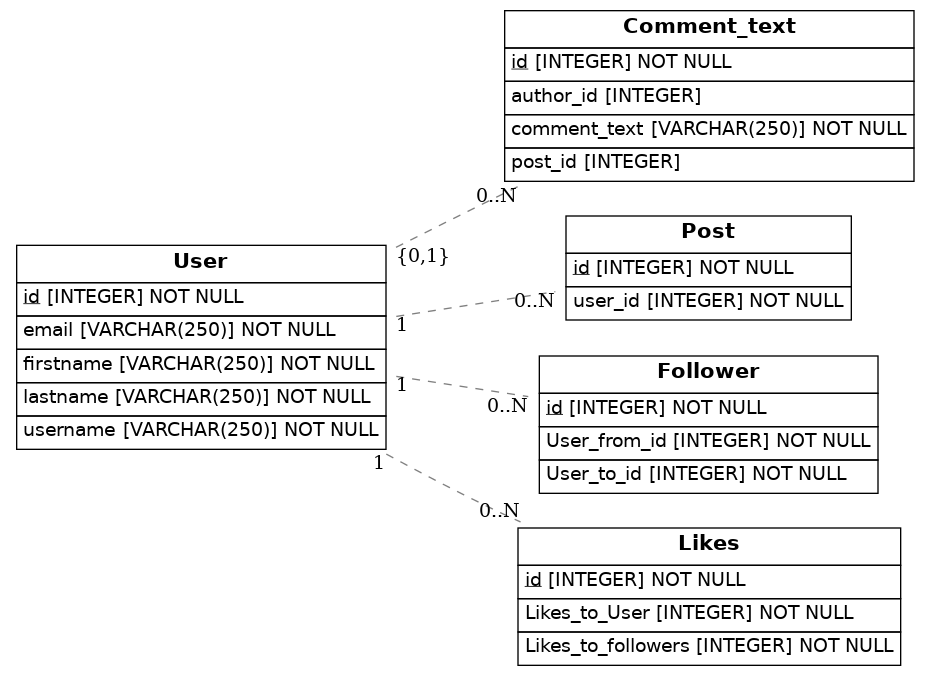 Comment_text
id [INTEGER] NOT NULL
author_id [INTEGER]
comment_text [VARCHAR(250)] NOT NULL
post_id [INTEGER]
0..N
{0,1}
User
id [INTEGER] NOT NULL
email [VARCHAR(250)] NOT NULL
firstname [VARCHAR(250)] NOT NULL
lastname [VARCHAR(250)] NOT NULL
username [VARCHAR(250)] NOT NULL
Post
id [INTEGER] NOT NULL
user_id [INTEGER] NOT NULL
0..N
1
Follower
id [INTEGER] NOT NULL
User_from_id [INTEGER] NOT NULL
User_to_id [INTEGER] NOT NULL
1
0..N
1
0..N
Likes
id [INTEGER] NOT NULL
Likes_to_User [INTEGER] NOT NULL
Likes_to_followers [INTEGER] NOT NULL